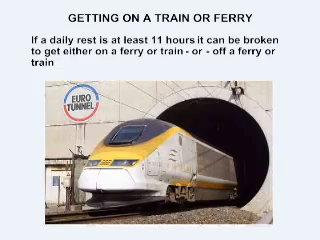 GETTING ON A TRAIN OR FERRY
If a daily rest is at least 11 hours it can be broken
to get either on a ferry or train - or - off a ferry or
train
EURO
TUNNEL